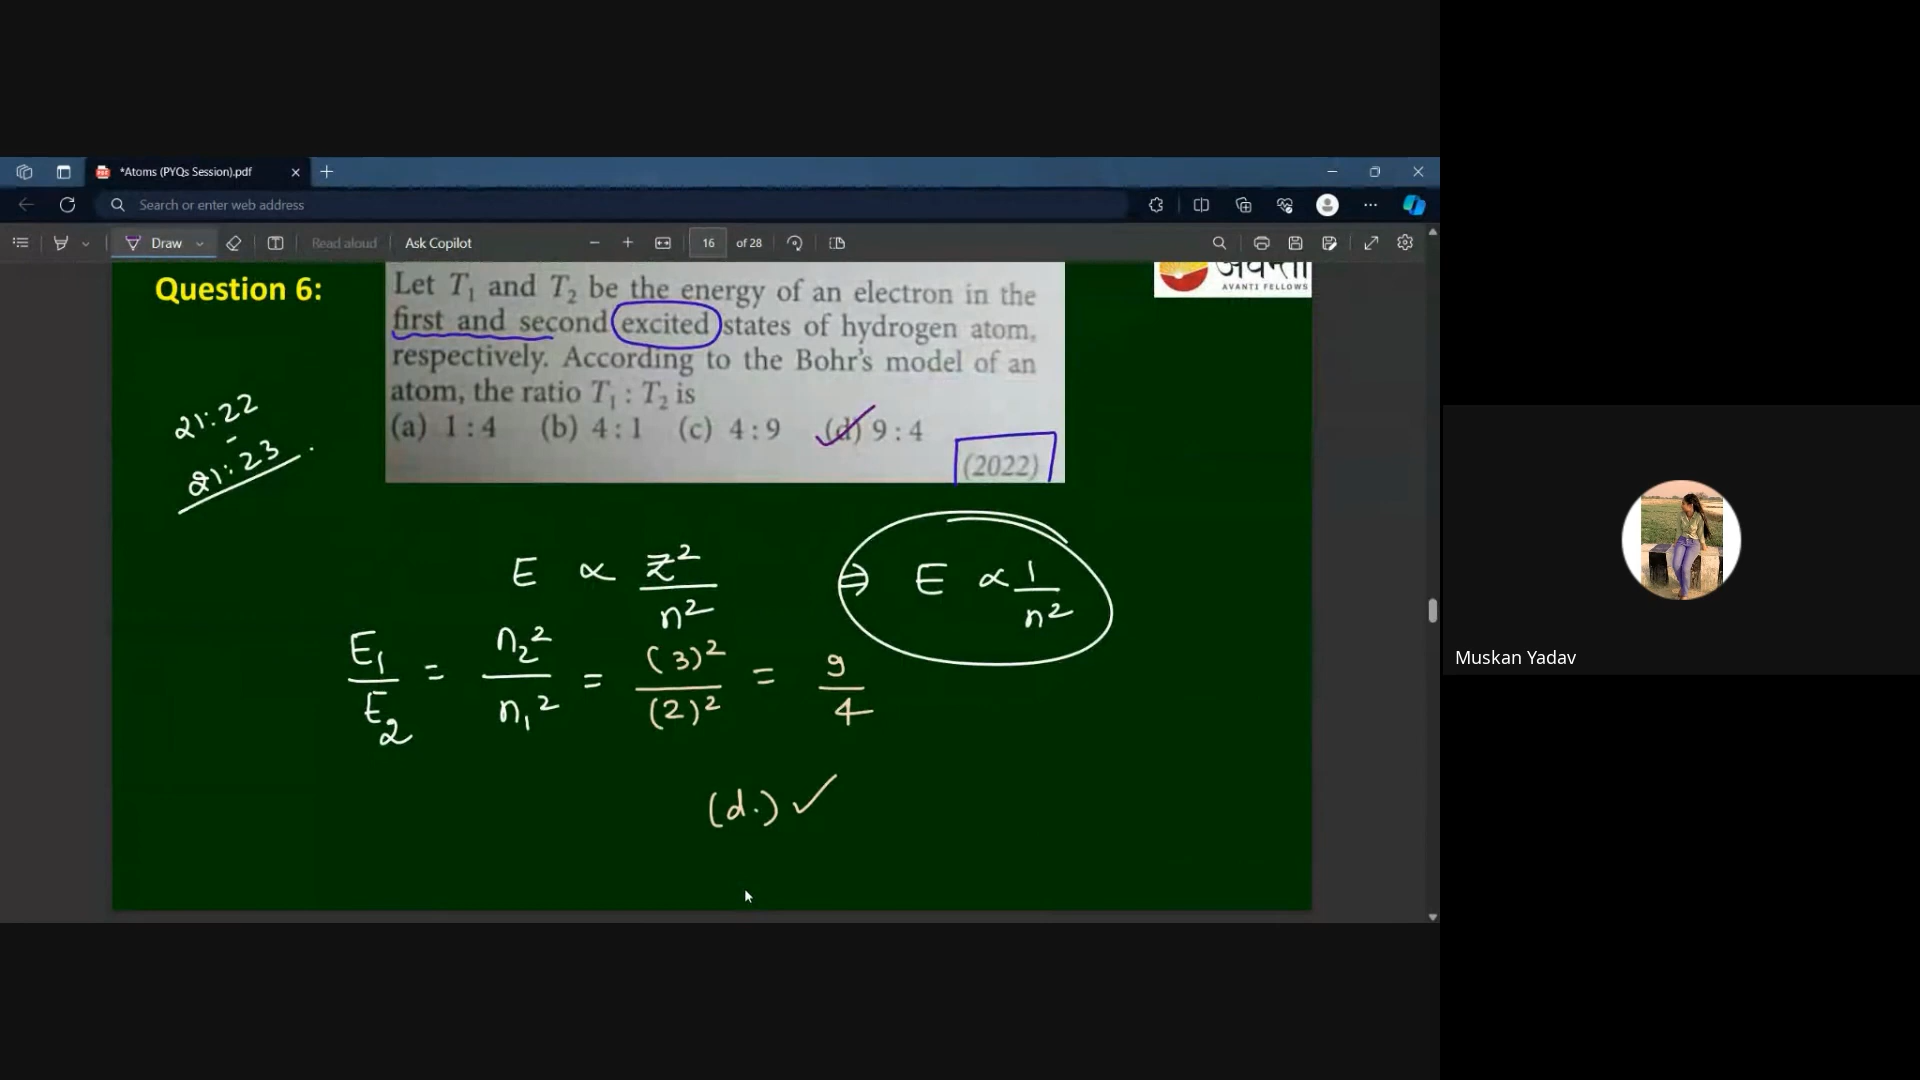 *Atoms (PYQs Session).pdf
Search or enter web address
Draw
Read aloud
Ask Copilot
16 of 28
Question 6:
Let T₁ and T₂ be the energy of an electron in the
first and second excited states of hydrogen atom,
respectively. According to the Bohr's model of an
atom, the ratio T₁ : T₂ is
(a) 1 : 4 (b) 4 : 1 (c) 4 : 9 (d) 9 : 4
(2022)
अवन्ती
AVANTI FELLOWS
21:22
-
21:23 .
E ∝ z²/n² ⇒ E ∝ 1/n²
E₁/E₂ = n₂²/n₁² = (3)²/(2)² = 9/4
(d.) ✓
Muskan Yadav